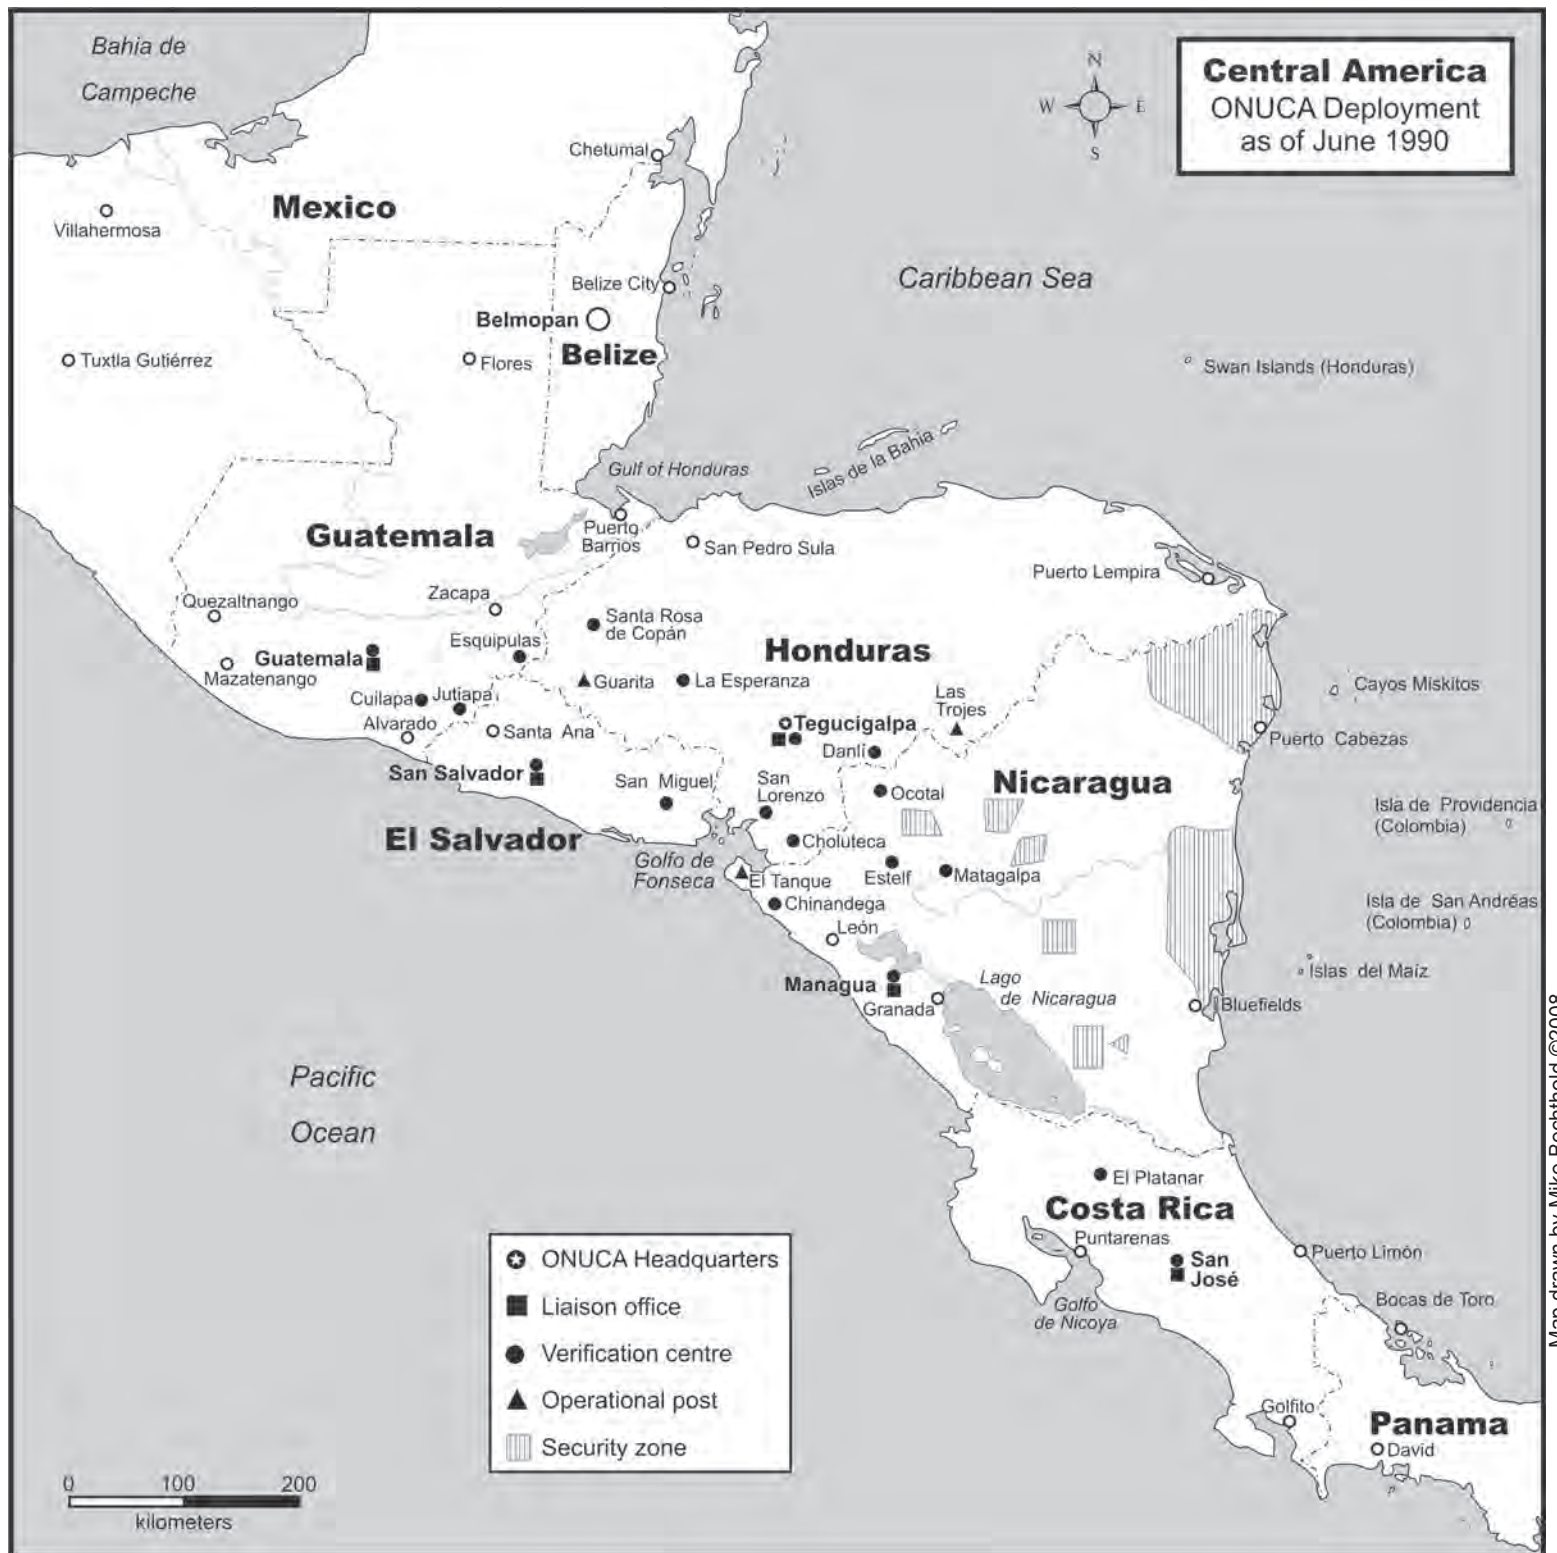 Bahia de
Campeche
Central America
ONUCA Deployment
as of June 1990
N
W
E
S
Chetumal
Mexico
Villahermosa
Belize City
Caribbean Sea
Belmopan
Belize
Tuxtla Gutiérrez
Flores
Swan Islands (Honduras)
Islas de la Bahia
Gulf of Honduras
Guatemala
Puerto
Barrios
San Pedro Sula
Puerto Lempira
Quezaltnango
Zacapa
Santa Rosa
de Copán
Esquipulas
Honduras
Guatemala
Mazatenango
Guarita
La Esperanza
Cuilapa
Jutiapa
Las
Trojes
Cayos Miskitos
Alvarado
Santa Ana
Tegucigalpa
Danlí
Puerto Cabezas
San Salvador
San Miguel
San
Lorenzo
Ocotal
Nicaragua
Isla de Providencia
(Colombia)
El Salvador
Choluteca
Golfo de
Fonseca
El Tanque
Estelf
Matagalpa
Chinandega
Isla de San Andréas
(Colombia)
León
Islas del Maíz
Managua
Lago
de Nicaragua
Granada
Bluefields
Pacific
Ocean
El Platanar
Costa Rica
Puntarenas
San
José
Puerto Limón
Golfo
de Nicoya
Bocas de Toro
Golfito
Panama
David
ONUCA Headquarters
Liaison office
Verification centre
Operational post
Security zone
0 100 200
kilometers
Map drawn by Mike Bechthold ©2008